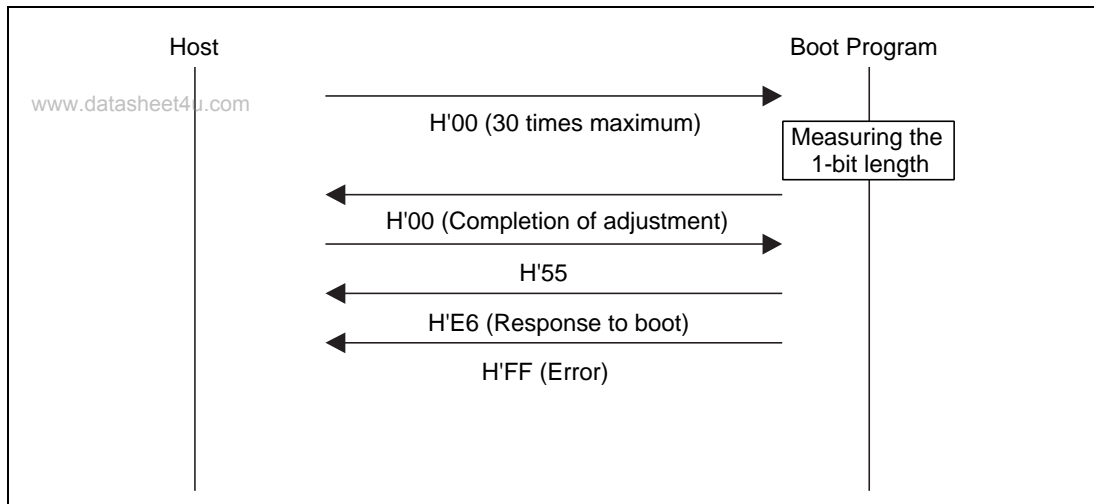 Host
Boot Program
www.datasheet4u.com
H'00 (30 times maximum)
Measuring the
1-bit length
H'00 (Completion of adjustment)
H'55
H'E6 (Response to boot)
H'FF (Error)